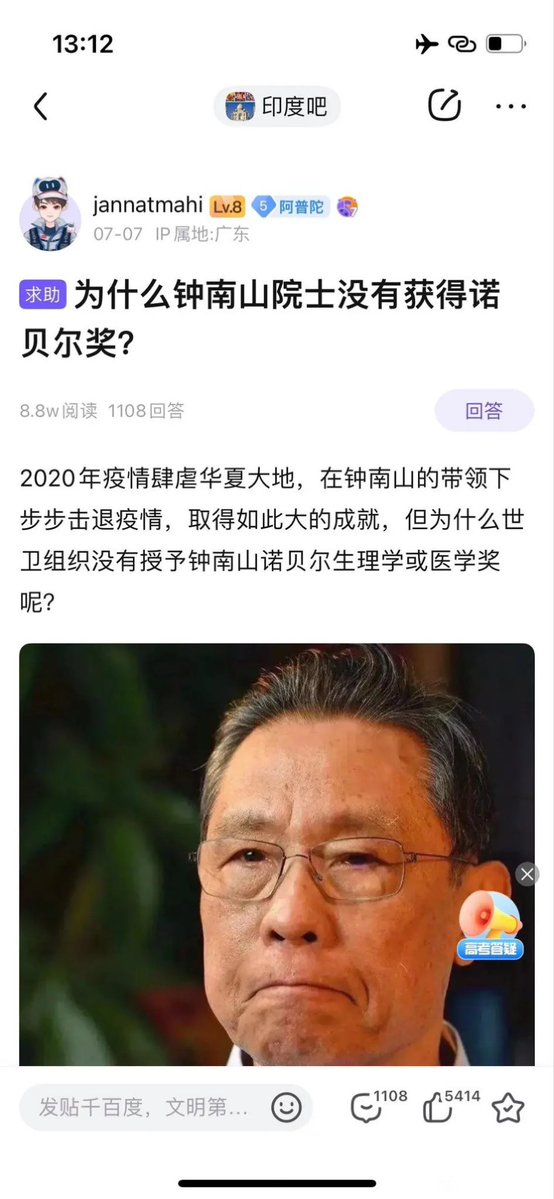 13:12
印度吧
jannatmahi Lv.8 5 阿普陀
07-07 IP属地:广东
求助 为什么钟南山院士没有获得诺
贝尔奖?
8.8w阅读 1108回答
回答
2020年疫情肆虐华夏大地，在钟南山的带领下
步步击退疫情，取得如此大的成就，但为什么世
卫组织没有授予钟南山诺贝尔生理学或医学奖
呢?
高考答疑
发贴千百度，文明第...
1108
5414